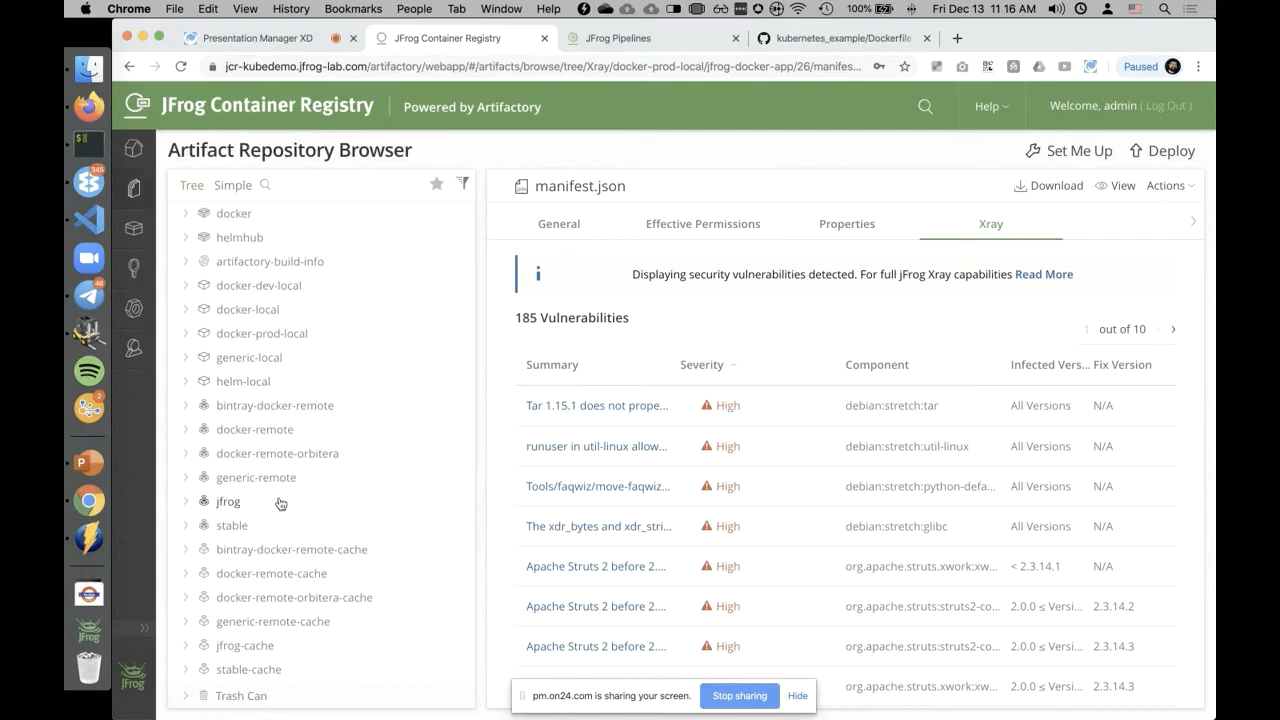 Chrome File Edit View History Bookmarks People Tab Window Help 100% Fri Dec 13 11:16 AM
Presentation Manager XD JFrog Container Registry JFrog Pipelines kubernetes_example/Dockerfile
jcr-kubedemo.jfrog-lab.com/artifactory/webapp/#/artifacts/browse/tree/Xray/docker-prod-local/jfrog-docker-app/26/manifes... Paused
JFrog Container Registry Powered by Artifactory Help Welcome, admin ( Log Out )
Artifact Repository Browser Set Me Up Deploy
Tree Simple
docker
helmhub
artifactory-build-info
docker-dev-local
docker-local
docker-prod-local
generic-local
helm-local
bintray-docker-remote
docker-remote
docker-remote-orbitera
generic-remote
jfrog
stable
bintray-docker-remote-cache
docker-remote-cache
docker-remote-orbitera-cache
generic-remote-cache
jfrog-cache
stable-cache
Trash Can
manifest.json Download View Actions
General Effective Permissions Properties Xray
Displaying security vulnerabilities detected. For full jFrog Xray capabilities Read More
185 Vulnerabilities
1 out of 10
Summary Severity Component Infected Vers... Fix Version
Tar 1.15.1 does not prope... High debian:stretch:tar All Versions N/A
runuser in util-linux allow... High debian:stretch:util-linux All Versions N/A
Tools/faqwiz/move-faqwiz... High debian:stretch:python-defa... All Versions N/A
The xdr_bytes and xdr_stri... High debian:stretch:glibc All Versions N/A
Apache Struts 2 before 2.... High org.apache.struts.xwork:xw... < 2.3.14.1 N/A
Apache Struts 2 before 2.... High org.apache.struts:struts2-co... 2.0.0 ≤ Versi... 2.3.14.2
Apache Struts 2 before 2.... High org.apache.struts:struts2-co... 2.0.0 ≤ Versi... 2.3.14.3
org.apache.struts.xwork:xw... 2.0.0 ≤ Versi... 2.3.14.3
pm.on24.com is sharing your screen. Stop sharing Hide
345
46
2
JFrog
JFrog